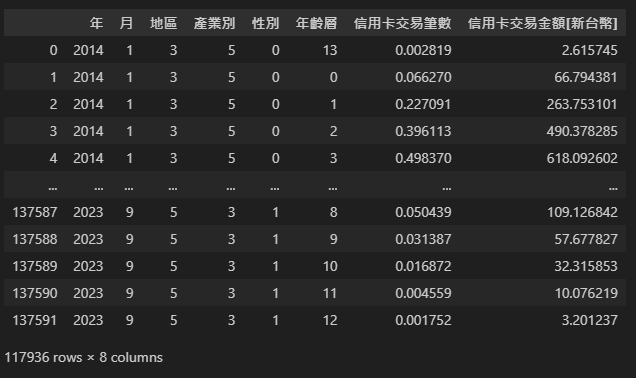 年 月 地區 產業別 性別 年齡層 信用卡交易筆數 信用卡交易金額[新台幣]
0 2014 1 3 5 0 13 0.002819 2.615745
1 2014 1 3 5 0 0 0.066270 66.794381
2 2014 1 3 5 0 1 0.227091 263.753101
3 2014 1 3 5 0 2 0.396113 490.378285
4 2014 1 3 5 0 3 0.498370 618.092602
... ... ... ... ... ... ... ... ...
137587 2023 9 5 3 1 8 0.050439 109.126842
137588 2023 9 5 3 1 9 0.031387 57.677827
137589 2023 9 5 3 1 10 0.016872 32.315853
137590 2023 9 5 3 1 11 0.004559 10.076219
137591 2023 9 5 3 1 12 0.001752 3.201237
117936 rows × 8 columns